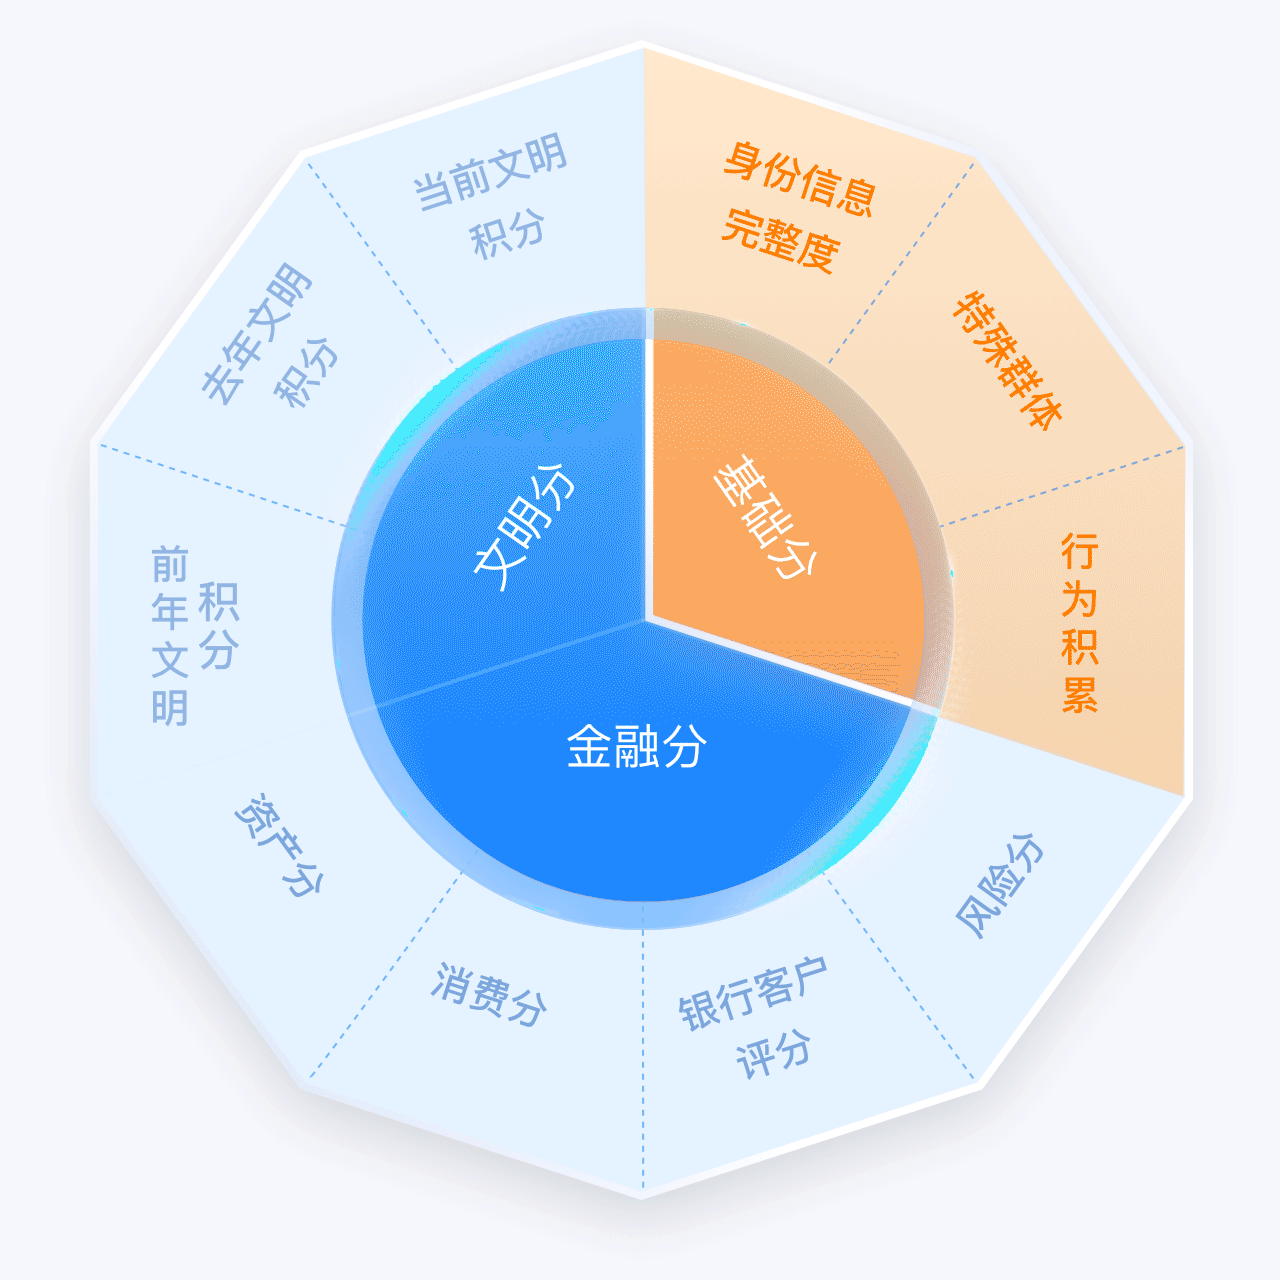 当前文明
积分
身份信息
完整度
去年文明
积分
特殊群体
文明分
基础分
前年文明
积分
行为积累
金融分
资产分
风险分
消费分
银行客户
评分